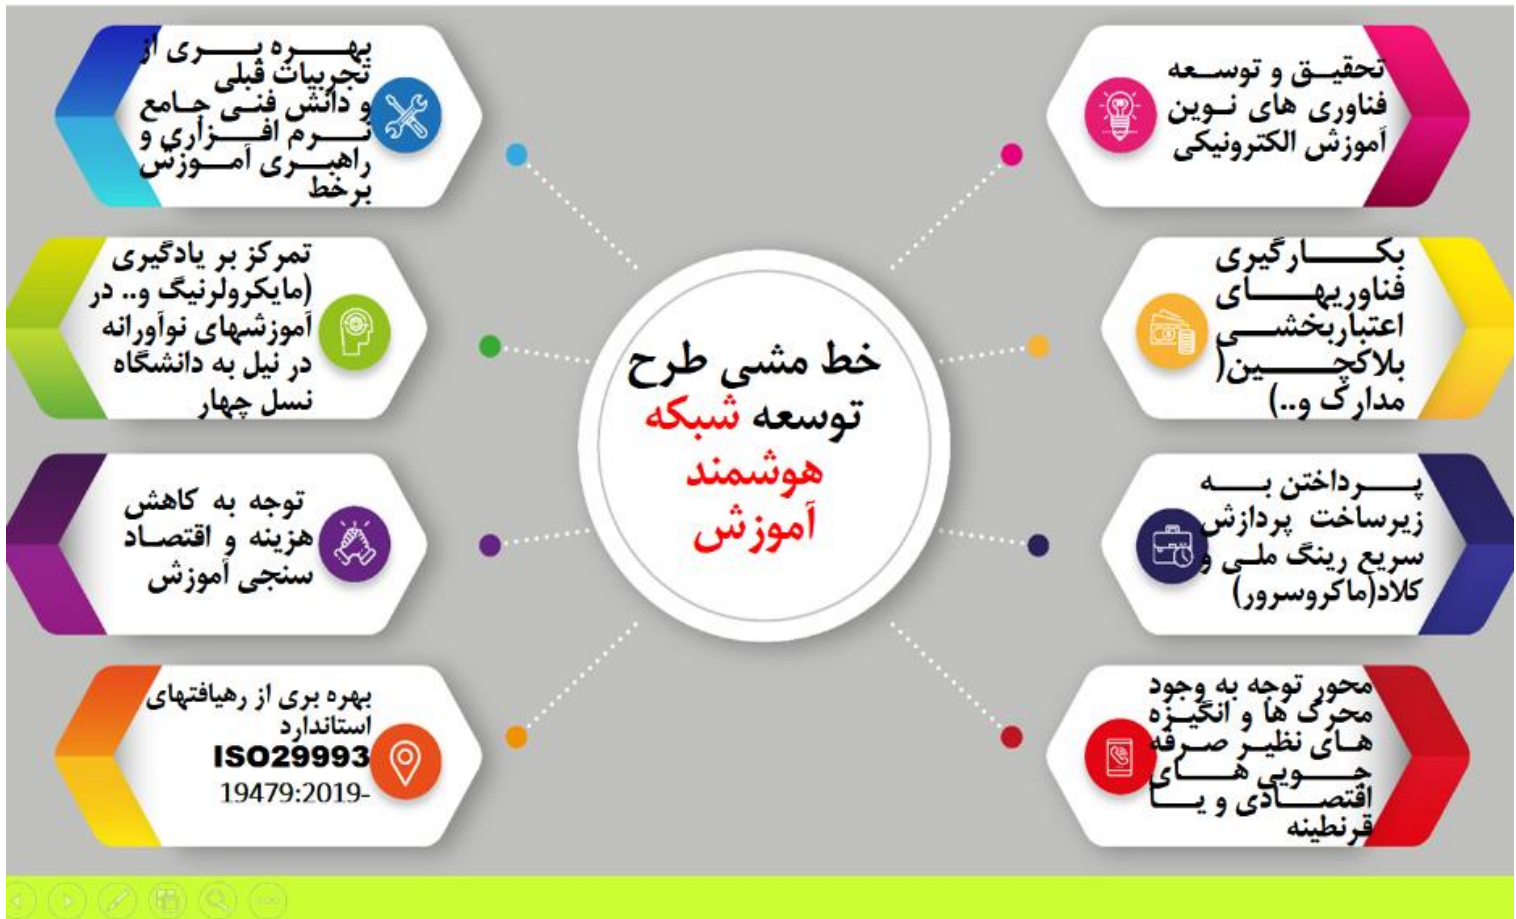 تحقیق و توسعه
فناوری های نوین
آموزش الکترونیکی
بکارگیری
فناوریهای
اعتباربخشی
بلاکچین(
مدارک و..)
پرداختن به
زیرساخت پردازش
سریع رینگ ملی و
کلاد(ماکروسرور)
محور توجه به وجود
محرک ها و انگیزه
های نظیر صرفه
جویی های
اقتصادی و یا
قرنطینه
خط مشی طرح
توسعه شبکه
هوشمند
آموزش
بهره بری از
تجربیات قبلی
و دانش فنی جامع
نرم افزاری و
راهبری آموزش
برخط
تمرکز بر یادگیری
(مایکرولرنیگ و.. در
آموزشهای نوآورانه
در نیل به دانشگاه
نسل چهار
توجه به کاهش
هزینه و اقتصاد
سنجی آموزش
بهره بری از رهیافتهای
استاندارد
ISO29993
19479:2019-